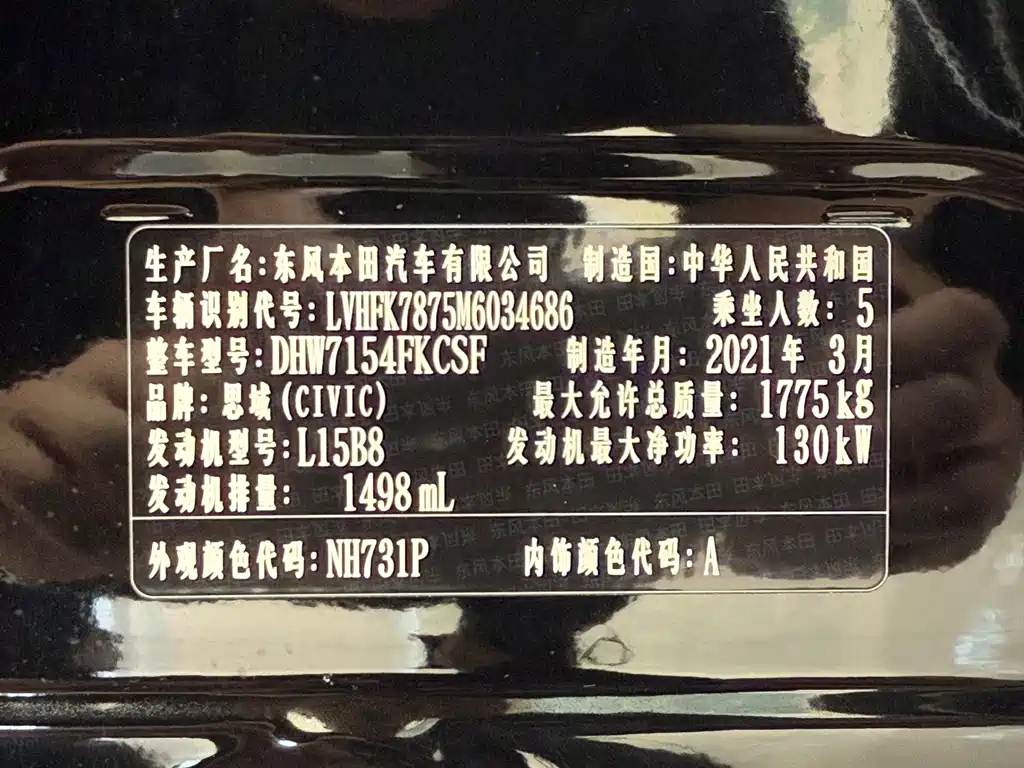 生产厂名:东风本田汽车有限公司 制造国:中华人民共和国
车辆识别代号:LVHFK7875M6034686 乘坐人数:5
整车型号:DHW7154FKCSF 制造年月:2021年 3月
品牌:思域(CIVIC) 最大允许总质量:1775kg
发动机型号:L15B8 发动机最大净功率:130kW
发动机排量: 1498mL
外观颜色代码:NH731P 内饰颜色代码:A